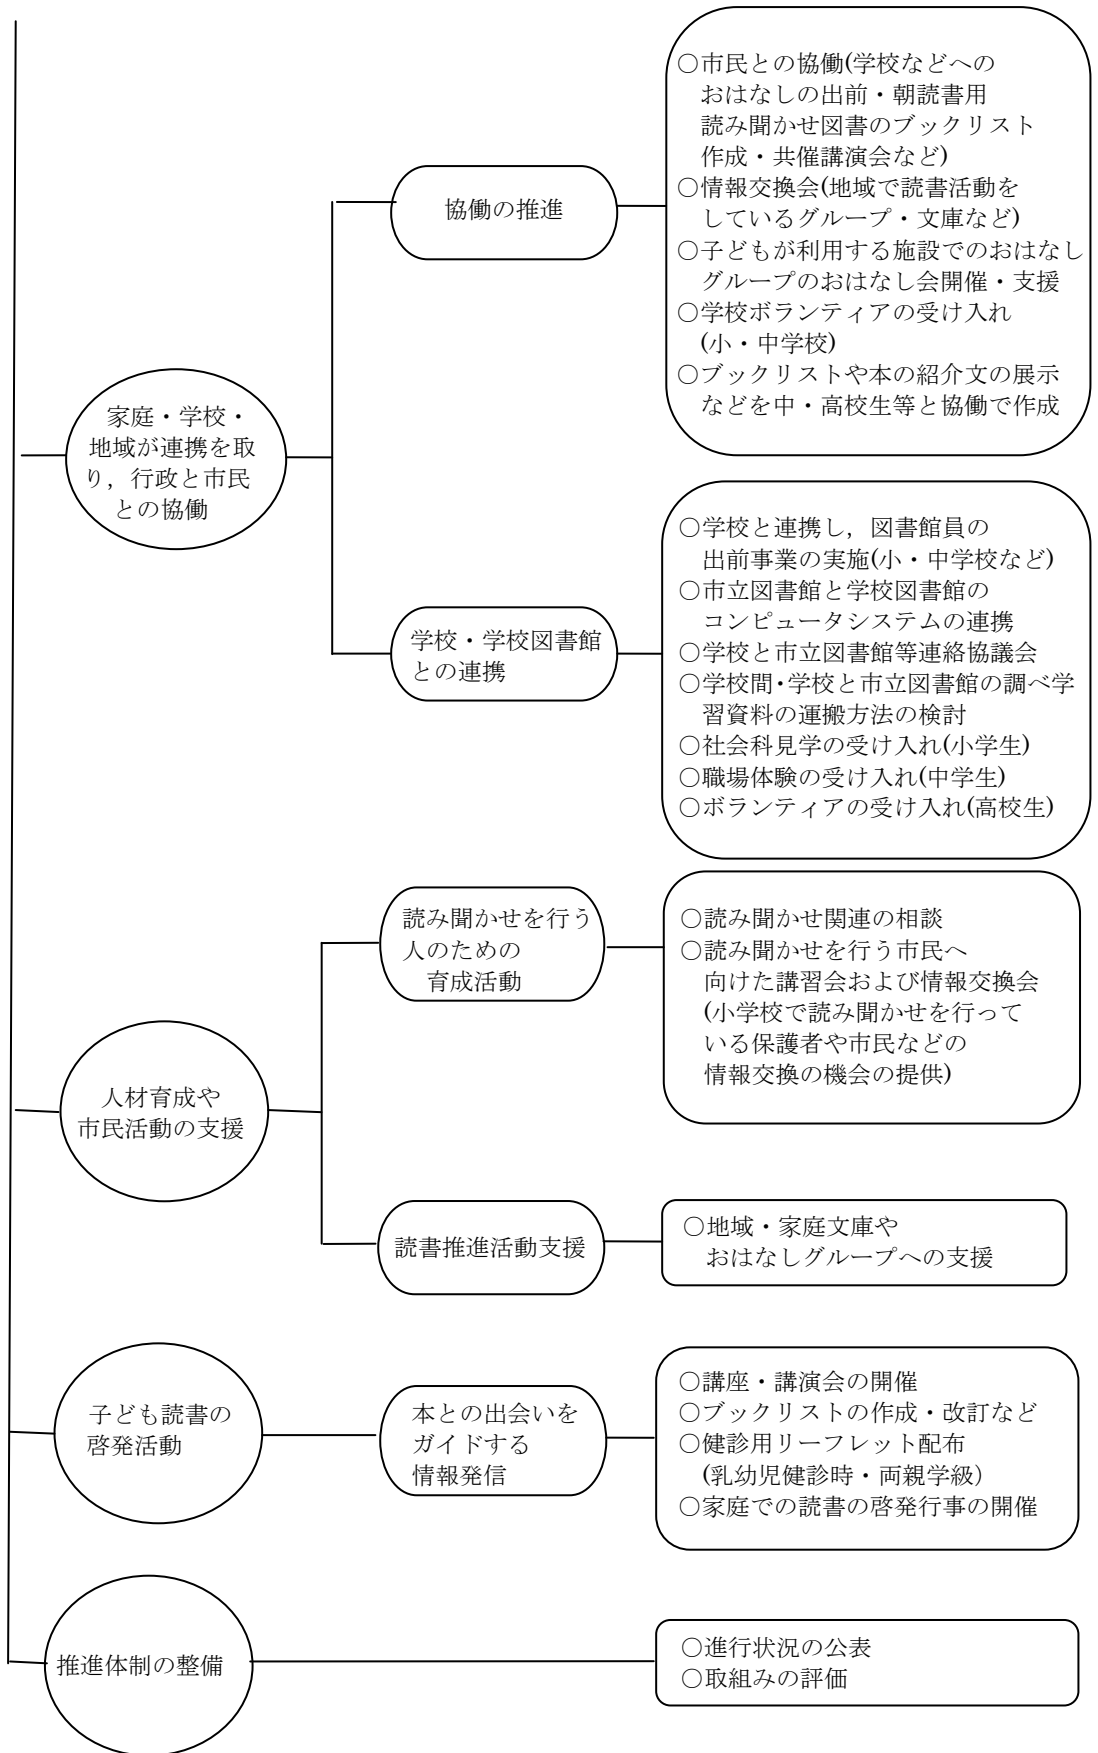 家庭・学校・
地域が連携を取
り，行政と市民
との協働
協働の推進
○市民との協働(学校などへの
おはなしの出前・朝読書用
読み聞かせ図書のブックリスト
作成・共催講演会など)
○情報交換会(地域で読書活動を
しているグループ・文庫など)
○子どもが利用する施設でのおはなし
グループのおはなし会開催・支援
○学校ボランティアの受け入れ
(小・中学校)
○ブックリストや本の紹介文の展示
などを中・高校生等と協働で作成
学校・学校図書館
との連携
○学校と連携し，図書館員の
出前事業の実施(小・中学校など)
○市立図書館と学校図書館の
コンピュータシステムの連携
○学校と市立図書館等連絡協議会
○学校間・学校と市立図書館の調べ学
習資料の運搬方法の検討
○社会科見学の受け入れ(小学生)
○職場体験の受け入れ(中学生)
○ボランティアの受け入れ(高校生)
人材育成や
市民活動の支援
読み聞かせを行う
人のための
育成活動
○読み聞かせ関連の相談
○読み聞かせを行う市民へ
向けた講習会および情報交換会
(小学校で読み聞かせを行って
いる保護者や市民などの
情報交換の機会の提供)
読書推進活動支援
○地域・家庭文庫や
おはなしグループへの支援
子ども読書の
啓発活動
本との出会いを
ガイドする
情報発信
○講座・講演会の開催
○ブックリストの作成・改訂など
○健診用リーフレット配布
(乳幼児健診時・両親学級)
○家庭での読書の啓発行事の開催
推進体制の整備
○進行状況の公表
○取組みの評価